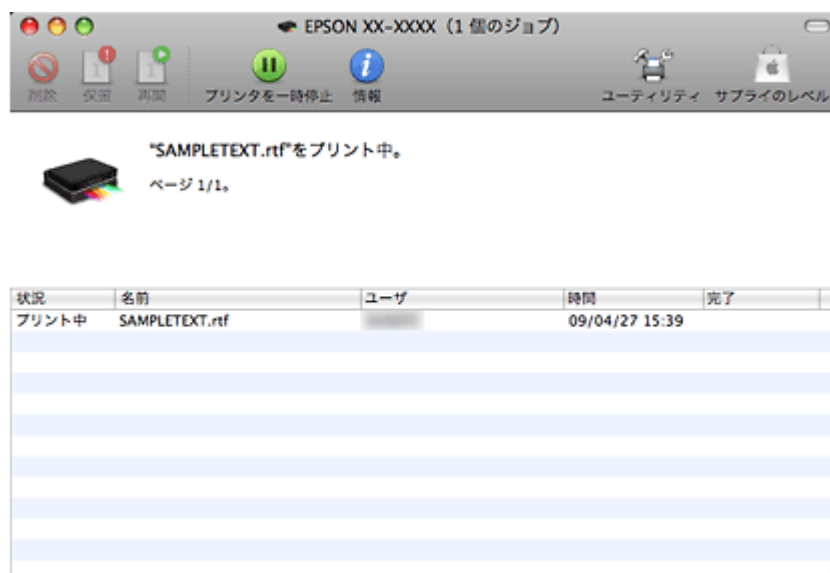 EPSON XX-XXXX（1 個のジョブ）
削除 保留 再開 プリンタを一時停止 情報 ユーティリティ サプライのレベル
"SAMPLETEXT.rtf"をプリント中。
ページ 1/1。
状況 名前 ユーザ 時間 完了
プリント中 SAMPLETEXT.rtf 09/04/27 15:39